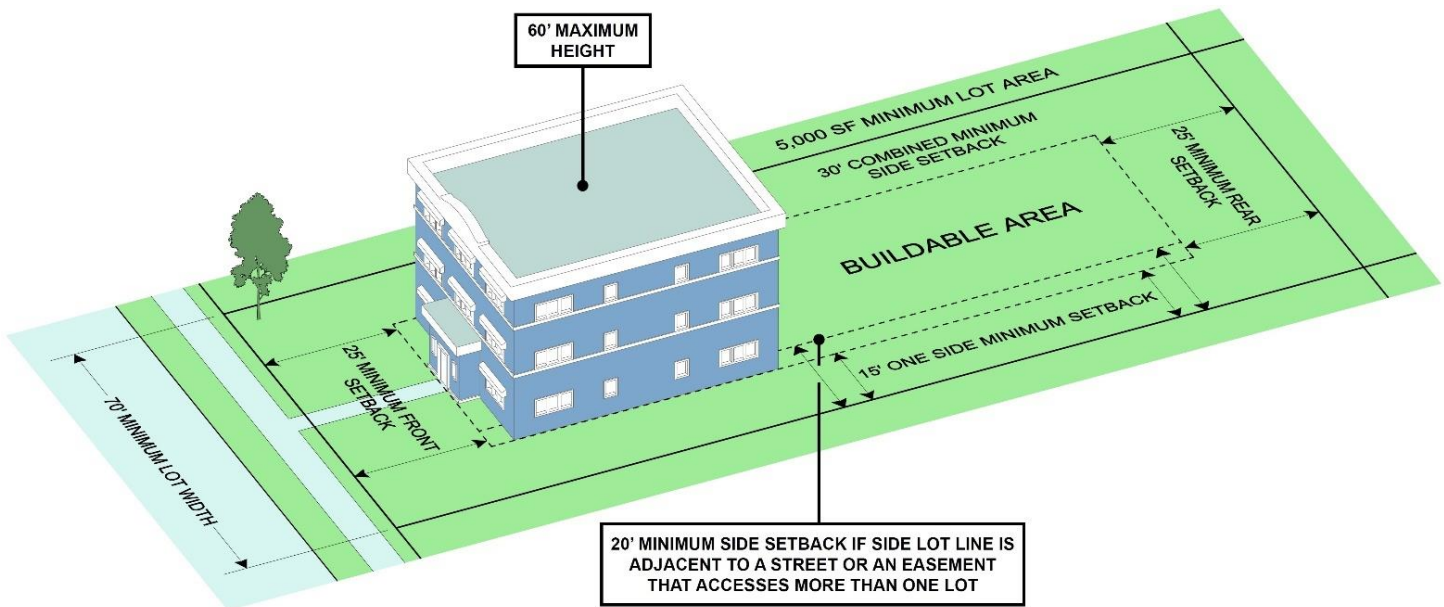 60’ MAXIMUM
HEIGHT
5,000 SF MINIMUM LOT AREA
30' COMBINED MINIMUM
SIDE SETBACK
25' MINIMUM REAR
SETBACK
BUILDABLE AREA
15' ONE SIDE MINIMUM SETBACK
25' MINIMUM FRONT
SETBACK
70' MINIMUM LOT WIDTH
20’ MINIMUM SIDE SETBACK IF SIDE LOT LINE IS
ADJACENT TO A STREET OR AN EASEMENT
THAT ACCESSES MORE THAN ONE LOT